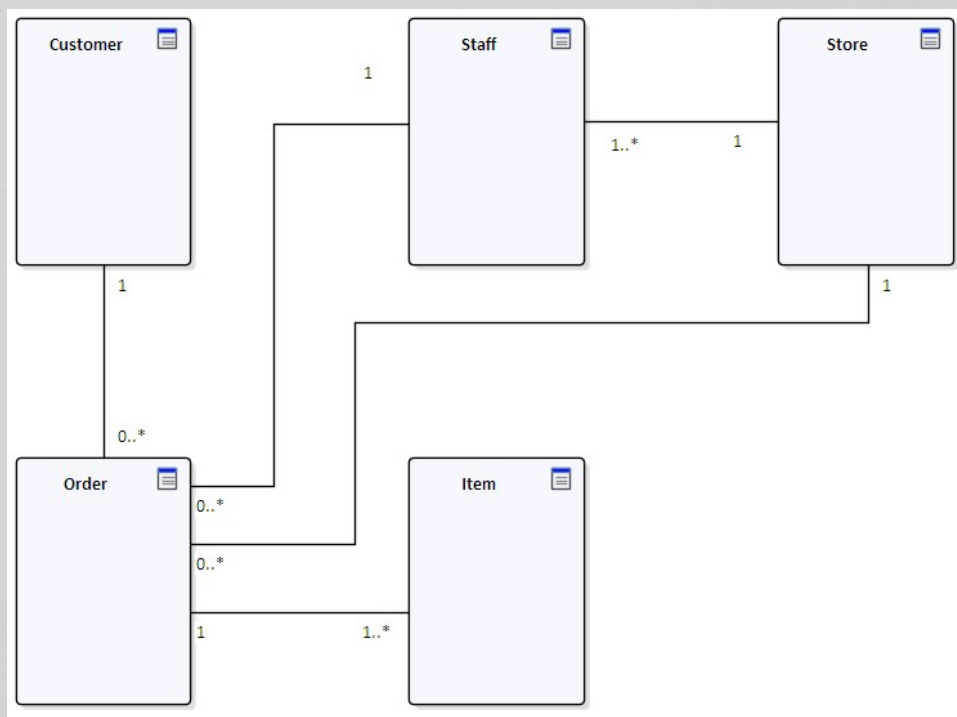 Customer
Staff
Store
1
1..*
1
1
1
0..*
Order
Item
0..*
0..*
1
1..*